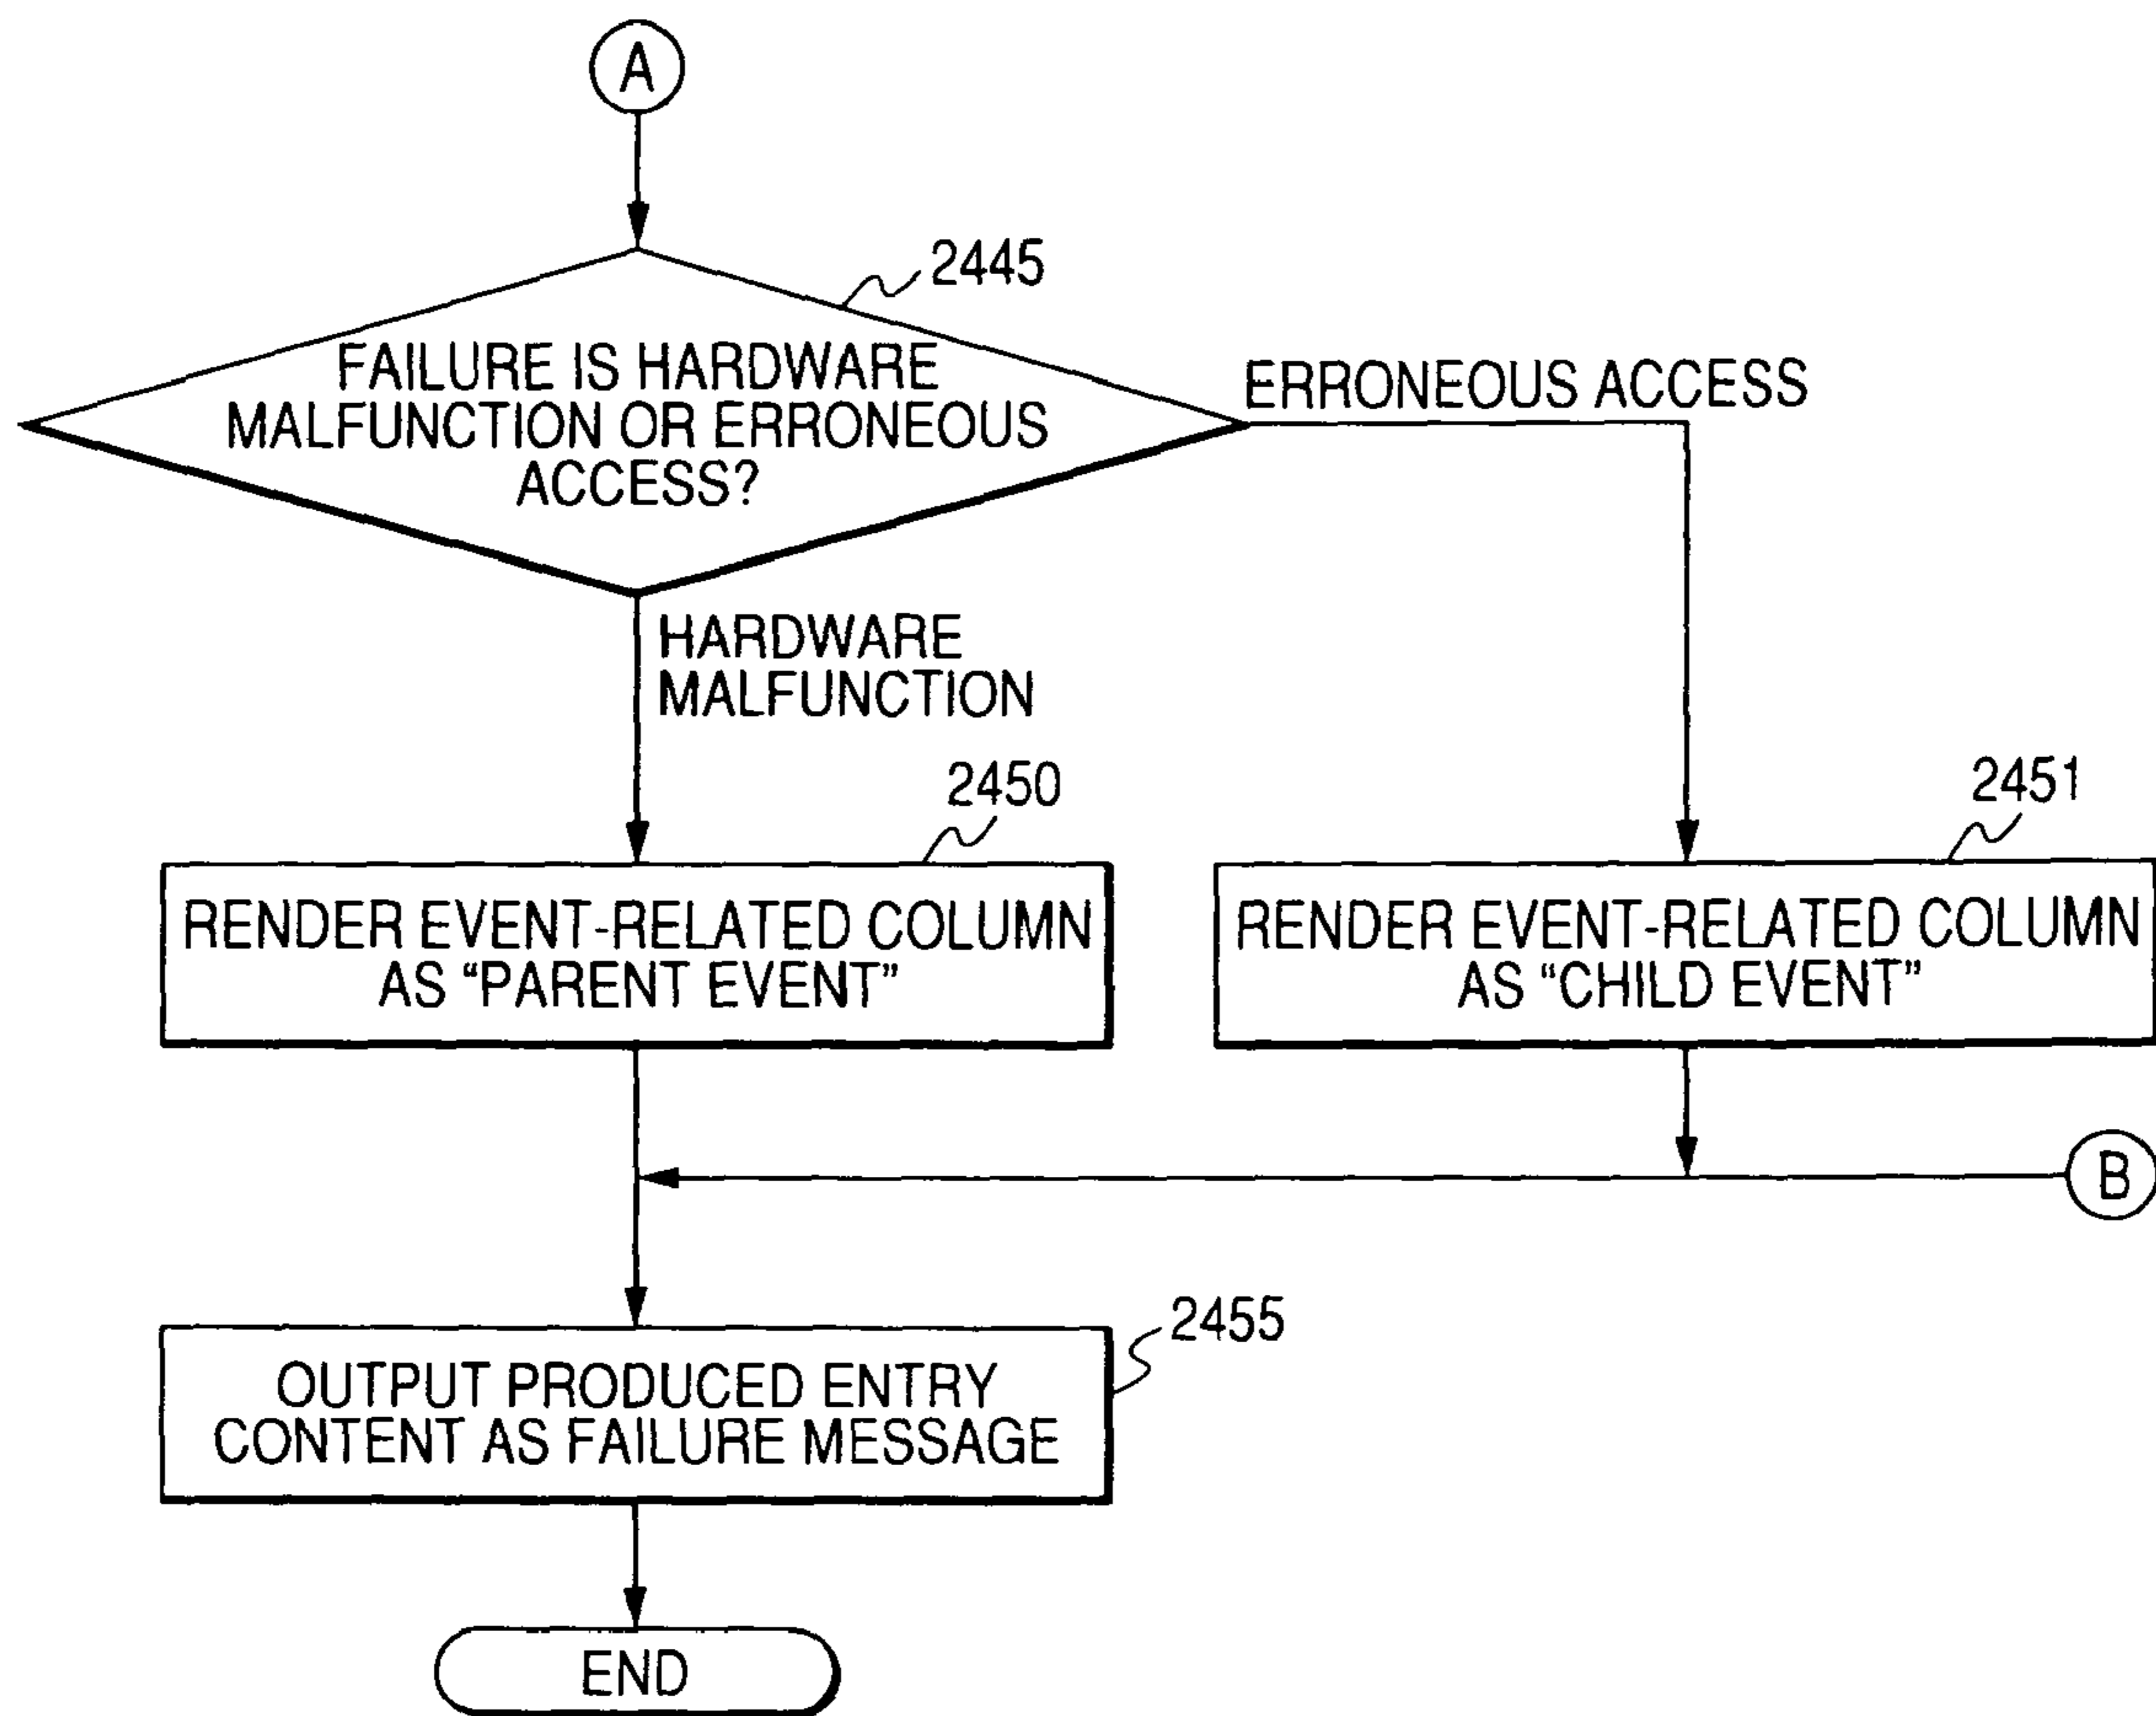 A
2445
FAILURE IS HARDWARE
MALFUNCTION OR ERRONEOUS
ACCESS?
ERRONEOUS ACCESS
HARDWARE
MALFUNCTION
2450
RENDER EVENT-RELATED COLUMN
AS “PARENT EVENT”
2451
RENDER EVENT-RELATED COLUMN
AS “CHILD EVENT”
B
2455
OUTPUT PRODUCED ENTRY
CONTENT AS FAILURE MESSAGE
END